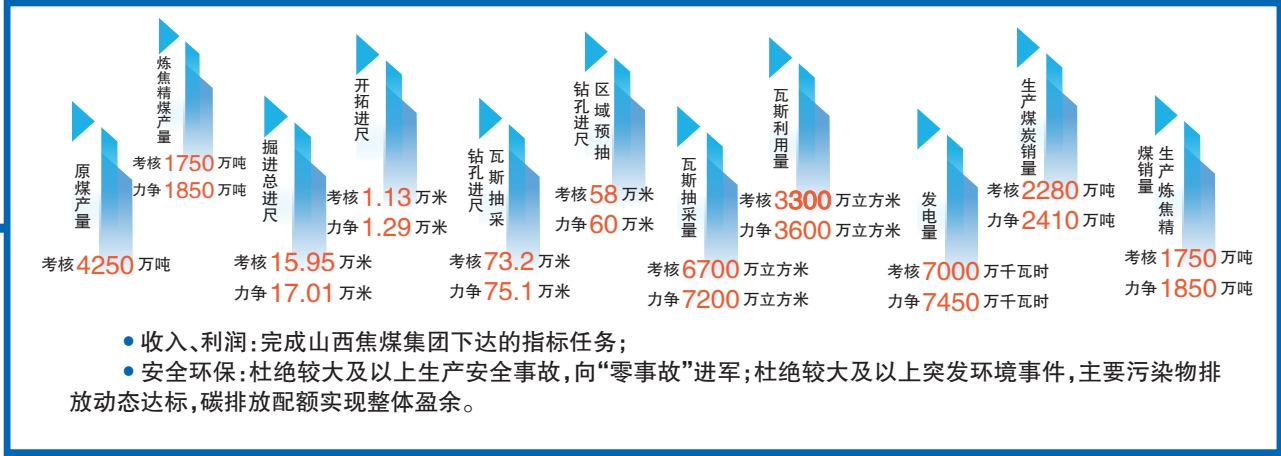 原煤产量
考核4250万吨
炼焦精煤产量
考核1750万吨
力争1850万吨
掘进总进尺
考核15.95万米
力争17.01万米
开拓进尺
考核1.13万米
力争1.29万米
瓦斯抽采
钻孔进尺
考核73.2万米
力争75.1万米
区域预抽
钻孔进尺
考核58万米
力争60万米
瓦斯抽采量
考核6700万立方米
力争7200万立方米
瓦斯利用量
考核3300万立方米
力争3600万立方米
发电量
考核7000万千瓦时
力争7450万千瓦时
生产煤炭销量
考核2280万吨
力争2410万吨
生产炼焦精
煤销量
考核1750万吨
力争1850万吨
●收入、利润:完成山西焦煤集团下达的指标任务;
●安全环保:杜绝较大及以上生产安全事故,向“零事故”进军;杜绝较大及以上突发环境事件,主要污染物排
放动态达标,碳排放配额实现整体盈余。